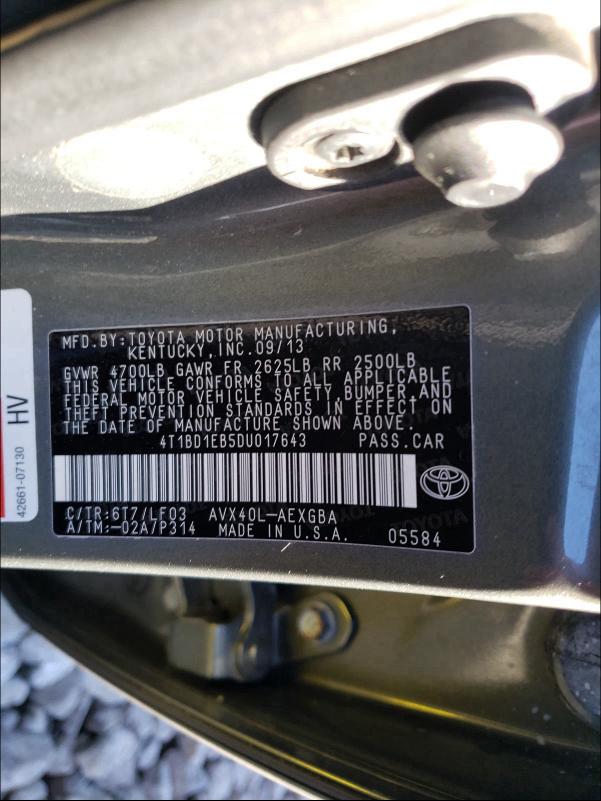 MFD.BY:TOYOTA MOTOR MANUFACTURING,
KENTUCKY, INC.09/13
GVWR 4700LB GAWR FR 2625LB RR 2500LB
THIS VEHICLE CONFORMS TO ALL APPLICABLE
FEDERAL MOTOR VEHICLE SAFETY,BUMPER,AND
THEFT PREVENTION STANDARDS IN EFFECT ON
THE DATE OF MANUFACTURE SHOWN ABOVE.
4T1BD1EB5DU017643 PASS.CAR
C/TR:6T7/LF03 AVX40L-AEXGBA
A/TM:-02A7P314 MADE IN U.S.A. 05584
HV
42661-07130